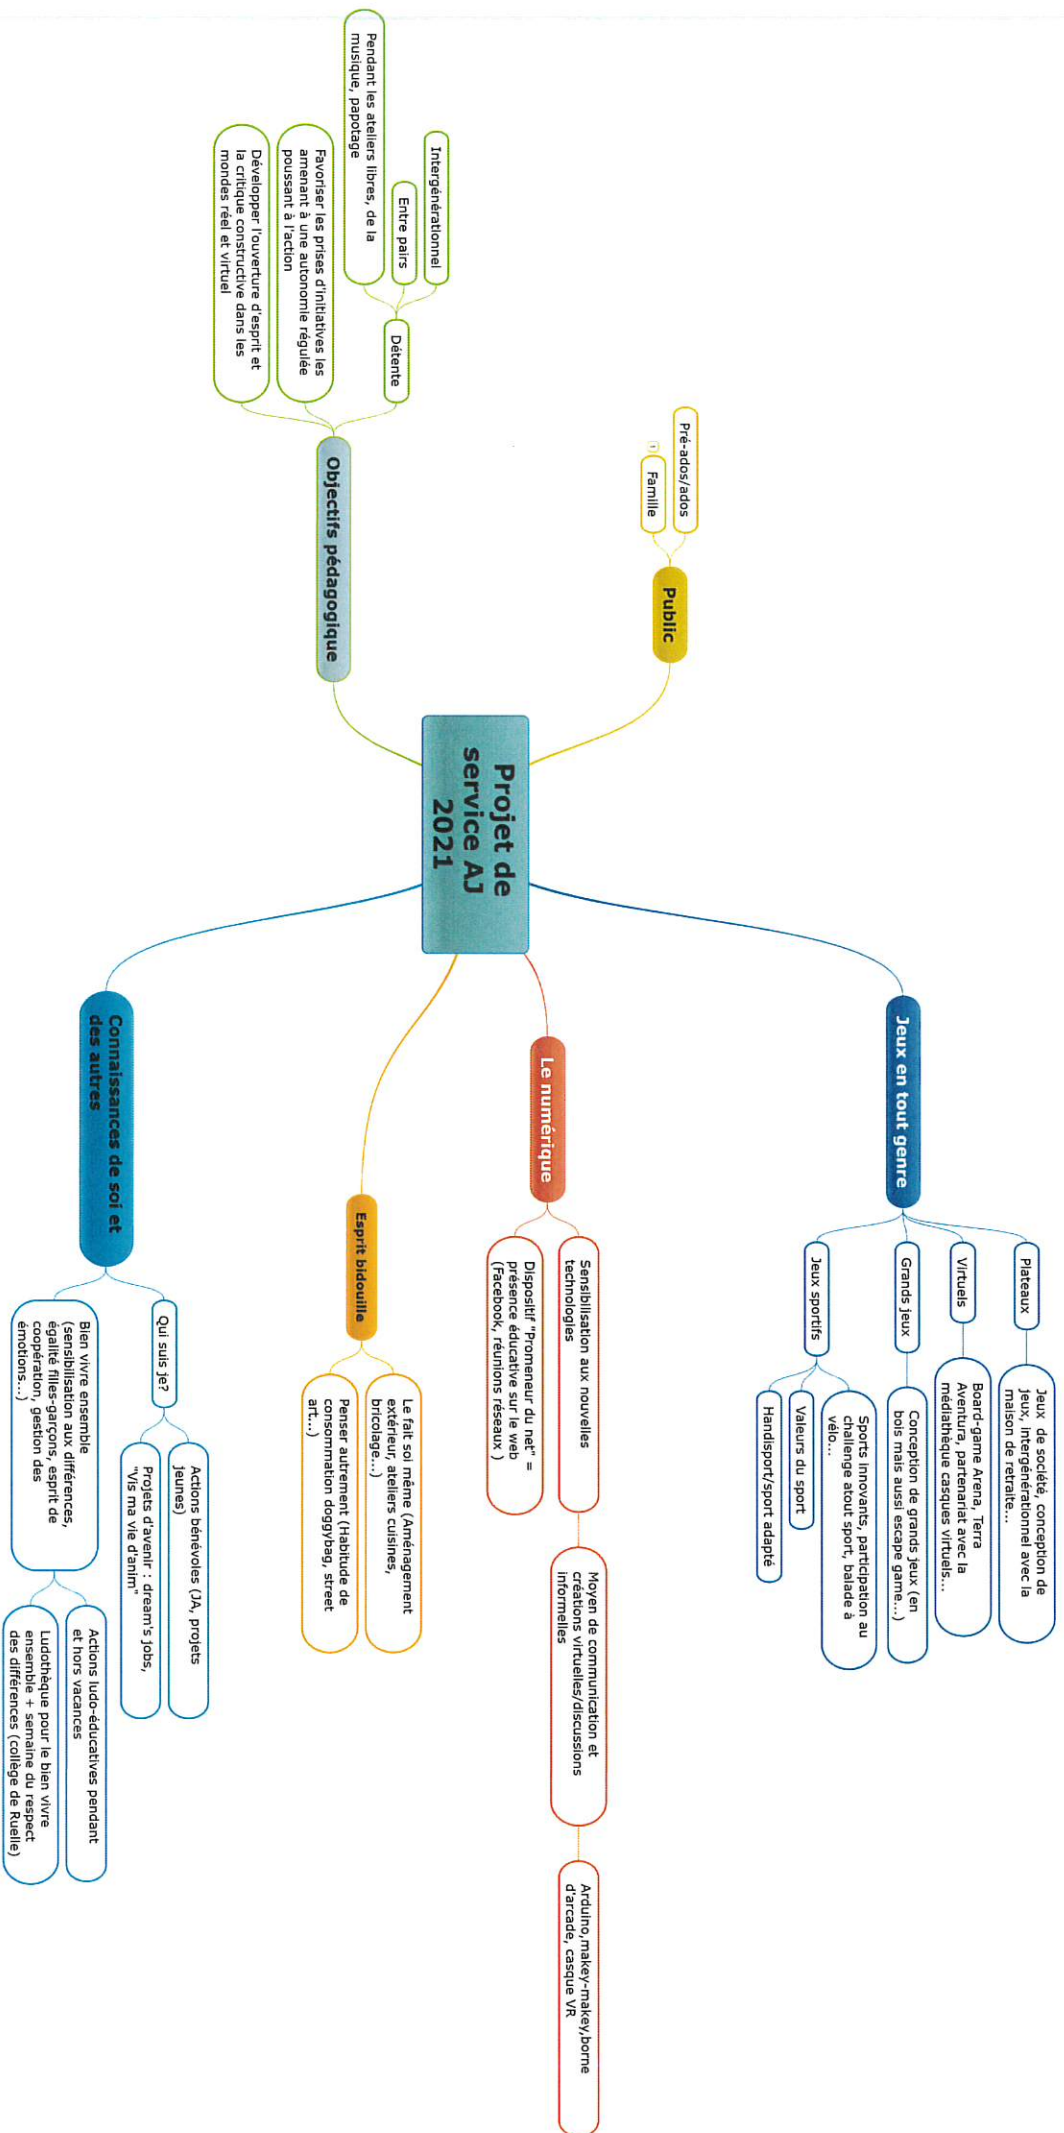 Projet de
service AJ
2021
Public
Pré-ados/ados
Famille
1
Objectifs pédagogique
Détente
Intergénérationnel
Entre pairs
Pendant les ateliers libres, de la
musique, papotage
Favoriser les prises d'initiatives les
amenant à une autonomie régulée
poussant à l'action
Développer l'ouverture d'esprit et
la critique constructive dans les
mondes réel et virtuel
Jeux en tout genre
Plateaux
Jeux de société, conception de
jeux, intergénérationnel avec la
maison de retraite...
Virtuels
Board-game Arena, Terra
Aventura, partenariat avec la
médiathèque casques virtuels...
Grands jeux
Conception de grands jeux (en
bois mais aussi escape game...)
Jeux sportifs
Sports innovants, participation au
challenge atout sport, balade à
vélo...
Valeurs du sport
Handisport/sport adapté
Le numérique
Sensibilisation aux nouvelles
technologies
Moyen de communication et
créations virtuelles/discussions
informelles
Arduino,makey-makey,borne
d'arcade, casque VR
Dispositif "Promeneur du net" =
présence éducative sur le web
(Facebook, réunions réseaux )
Esprit bidouille
Le fait soi même (Aménagement
extérieur, ateliers cuisines,
bricolage...)
Penser autrement (Habitude de
consommation doggybag, street
art...)
Connaissances de soi et
des autres
Qui suis je?
Actions bénévoles (JA, projets
jeunes)
Projets d'avenir : dream's jobs,
"Vis ma vie d'anim"
Bien vivre ensemble
(sensibilisation aux différences,
égalité filles-garçons, esprit de
coopération, gestion des
émotions...)
Actions ludo-éducatives pendant
et hors vacances
Ludothèque pour le bien vivre
ensemble + semaine du respect
des différences (collège de Ruelle)